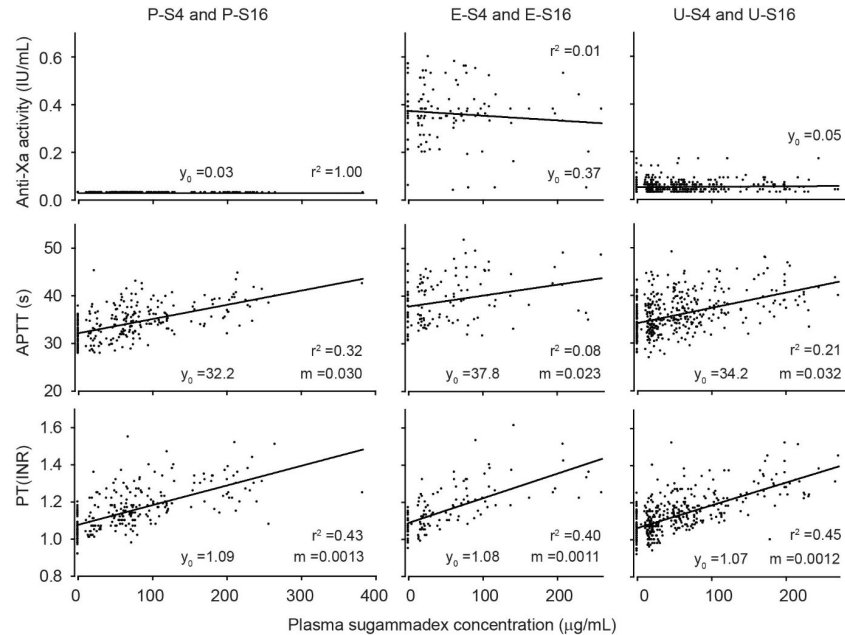 P-S4 and P-S16
E-S4 and E-S16
U-S4 and U-S16
Anti-Xa activity (IU/mL)
0.6
0.4
0.2
0.0
y₀ =0.03
r² =1.00
r² =0.01
y₀ =0.37
y₀ =0.05
APTT (s)
50
40
30
20
r² =0.32
y₀ =32.2
m =0.030
r² =0.08
y₀ =37.8
m =0.023
r² =0.21
y₀ =34.2
m =0.032
PT(INR)
1.6
1.4
1.2
1.0
0.8
r² =0.43
y₀ =1.09
m =0.0013
r² =0.40
y₀ =1.08
m =0.0011
r² =0.45
y₀ =1.07
m =0.0012
0 100 200 300 400
0 100 200
0 100 200
Plasma sugammadex concentration (μg/mL)